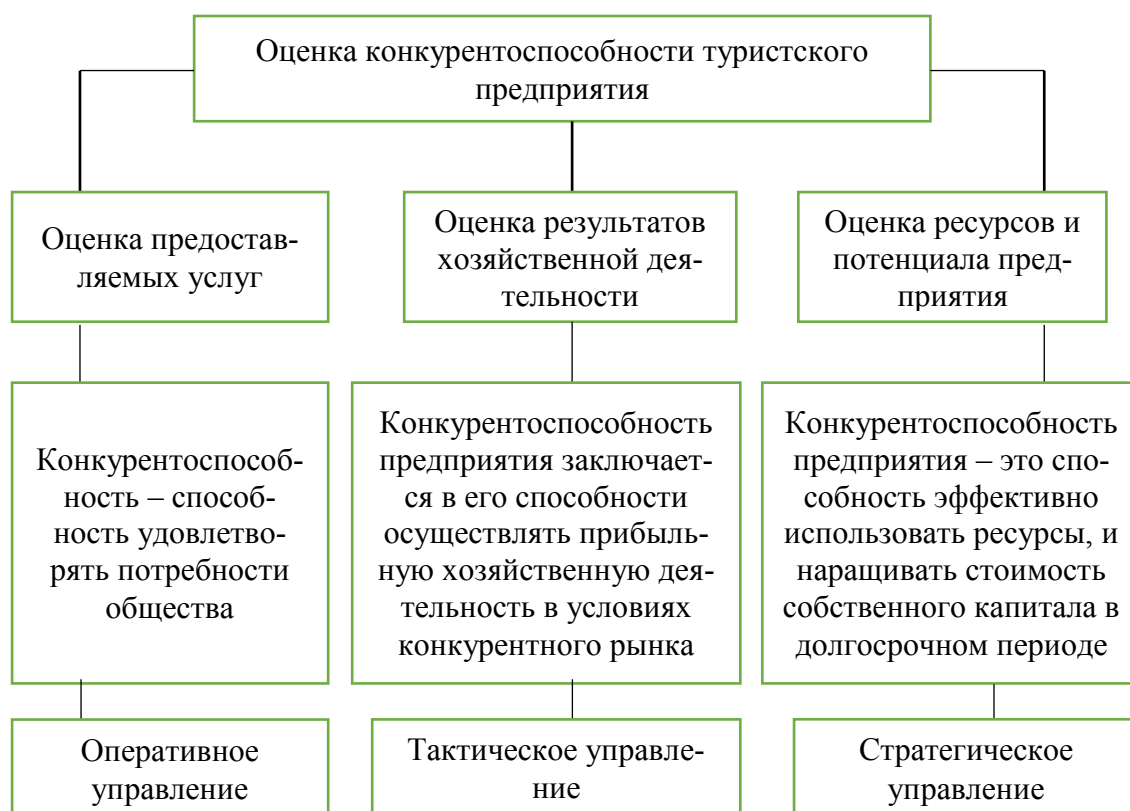 Оценка конкурентоспособности туристского
предприятия
Оценка предостав-
ляемых услуг
Оценка результатов
хозяйственной дея-
тельности
Оценка ресурсов и
потенциала пред-
приятия
Конкурентоспособ-
ность – способ-
ность удовлетво-
рять потребности
общества
Конкурентоспособность
предприятия заключает-
ся в его способности
осуществлять прибыль-
ную хозяйственную дея-
тельность в условиях
конкурентного рынка
Конкурентоспособность
предприятия – это спо-
собность эффективно
использовать ресурсы, и
наращивать стоимость
собственного капитала в
долгосрочном периоде
Оперативное
управление
Тактическое управле-
ние
Стратегическое
управление